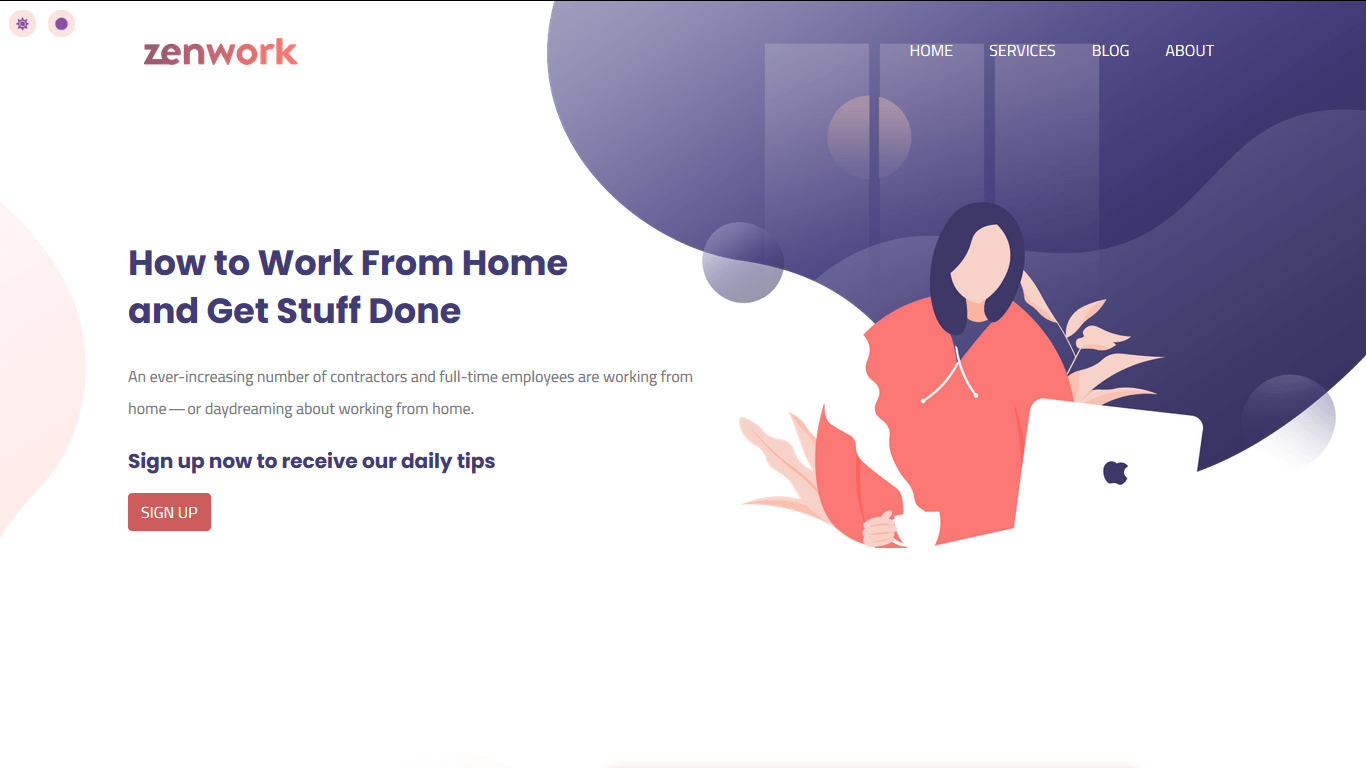 zenwork
HOME SERVICES BLOG ABOUT
How to Work From Home
and Get Stuff Done
An ever-increasing number of contractors and full-time employees are working from
home — or daydreaming about working from home.
Sign up now to receive our daily tips
SIGN UP